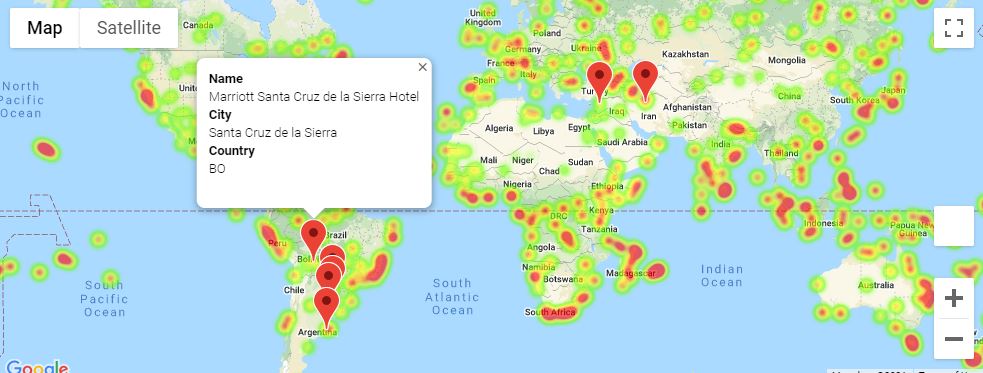 Map
Satellite
×
Name
Marriott Santa Cruz de la Sierra Hotel
City
Santa Cruz de la Sierra
Country
BO
Canada
North
Pacific
Ocean
United
Kingdom
Poland
Germany
Ukraine
France
Italy
Spain
Kazakhstan
Mongolia
Afghanistan
China
South Korea
Japan
Iraq
Iran
Pakistan
Algeria
Libya
Egypt
Saudi Arabia
India
Thailand
Mali
Niger
Chad
Sudan
Nigeria
Ethiopia
DRC
Kenya
Tanzania
Indonesia
Papua New
Guinea
Peru
Brazil
Angola
Namibia
Botswana
Madagascar
South
Pacific
Ocean
Chile
South
Atlantic
Ocean
Indian
Ocean
Australia
South Africa
Argentina
Google